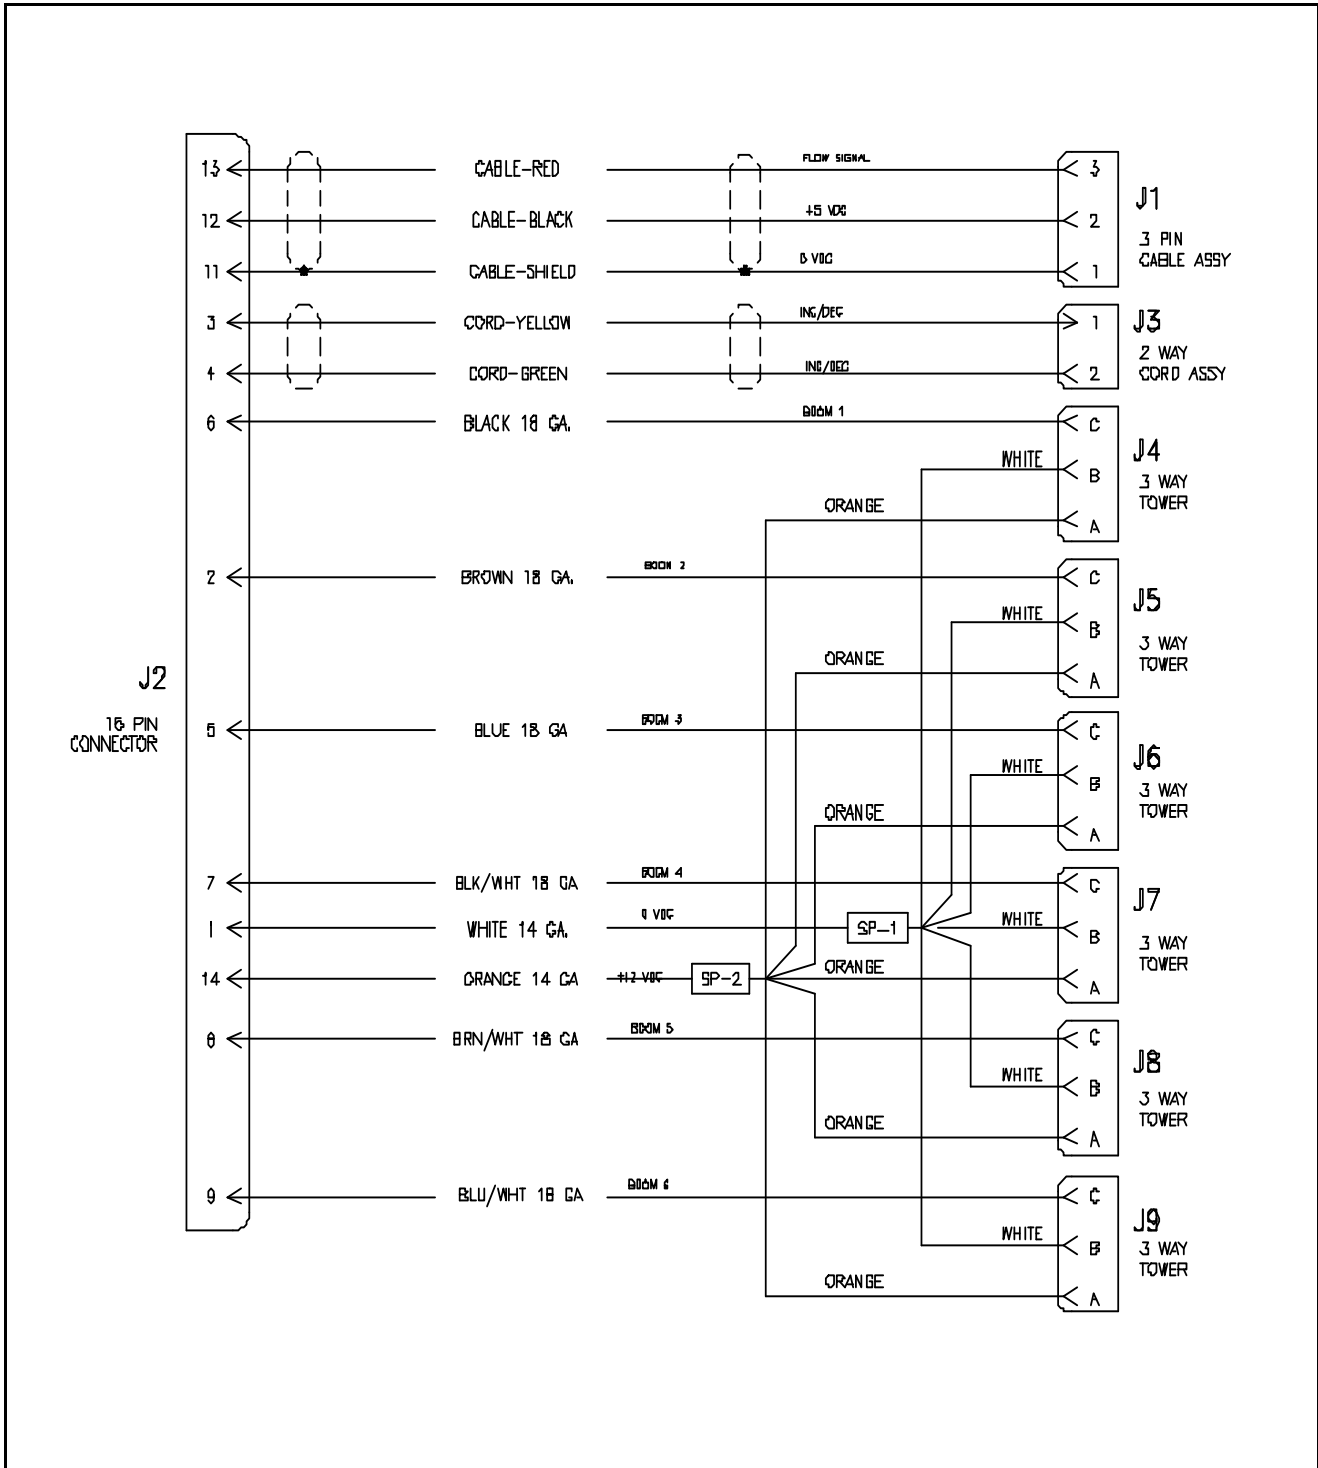 13 CABLE-RED FLOW SIGNAL 3
12 CABLE-BLACK +5 VDC 2
11 CABLE-SHIELD 0 VDC 1
J1
3 PIN
CABLE ASSY
3 CORD-YELLOW INC/DEC 1
4 CORD-GREEN INC/DEC 2
J3
2 WAY
CORD ASSY
6 BLACK 18 GA. BOOM 1 C
WHITE B
ORANGE A
J4
3 WAY
TOWER
2 BROWN 18 GA. BOOM 2 C
WHITE B
ORANGE A
J5
3 WAY
TOWER
J2
16 PIN
CONNECTOR
5 BLUE 18 GA BOOM 3 C
WHITE B
ORANGE A
J6
3 WAY
TOWER
7 BLK/WHT 18 GA BOOM 4 C
1 WHITE 14 GA. 0 VDC SP-1 WHITE B
14 ORANGE 14 GA +12 VDC SP-2 ORANGE A
J7
3 WAY
TOWER
8 BRN/WHT 18 GA BOOM 5 C
WHITE B
ORANGE A
J8
3 WAY
TOWER
9 BLU/WHT 18 GA BOOM 6 C
WHITE B
ORANGE A
J9
3 WAY
TOWER